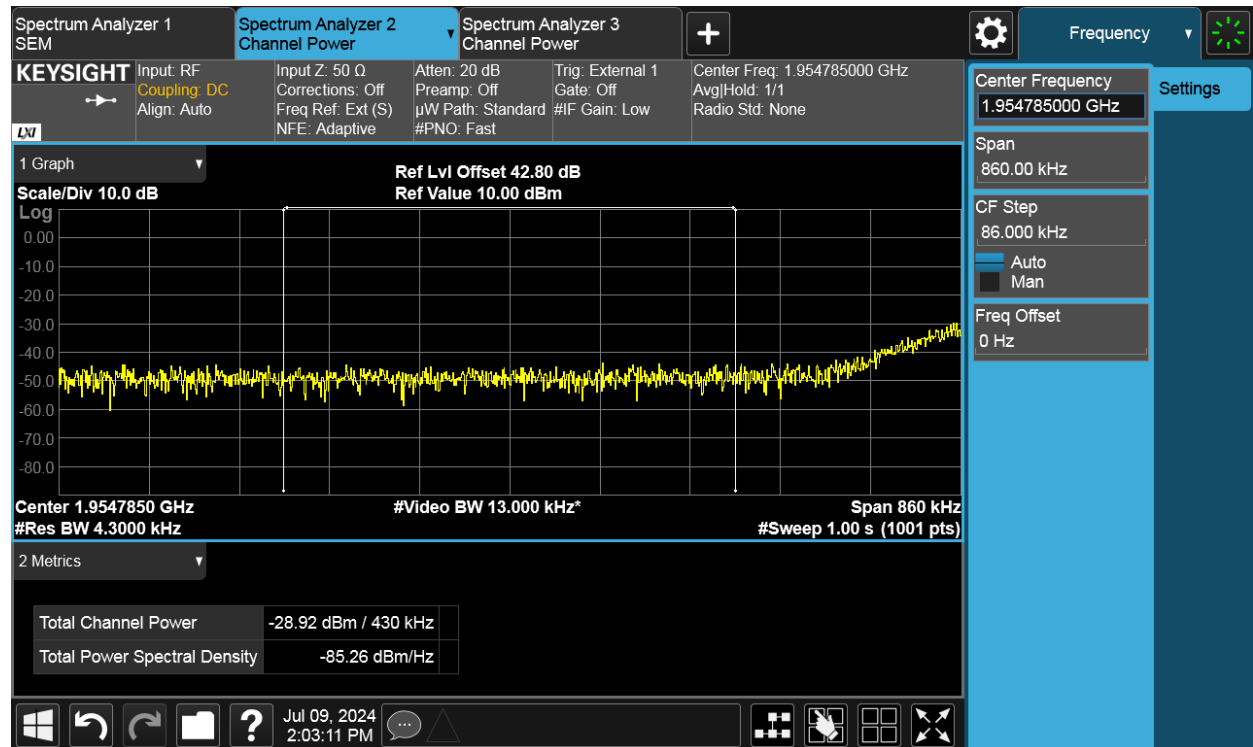 Spectrum Analyzer 1
SEM
Spectrum Analyzer 2
Channel Power
Spectrum Analyzer 3
Channel Power
Frequency
KEYSIGHT
LXI
Input: RF
Coupling: DC
Align: Auto
Input Z: 50 Ω
Corrections: Off
Freq Ref: Ext (S)
NFE: Adaptive
Atten: 20 dB
Preamp: Off
µW Path: Standard
#PNO: Fast
Trig: External 1
Gate: Off
#IF Gain: Low
Center Freq: 1.954785000 GHz
Avg|Hold: 1/1
Radio Std: None
Center Frequency
1.954785000 GHz
Settings
Span
860.00 kHz
CF Step
86.000 kHz
Auto
Man
Freq Offset
0 Hz
1 Graph
Scale/Div 10.0 dB
Ref Lvl Offset 42.80 dB
Ref Value 10.00 dBm
Log
0.00
-10.0
-20.0
-30.0
-40.0
-50.0
-60.0
-70.0
-80.0
Center 1.9547850 GHz
#Video BW 13.000 kHz*
Span 860 kHz
#Res BW 4.3000 kHz
#Sweep 1.00 s (1001 pts)
2 Metrics
Total Channel Power -28.92 dBm / 430 kHz
Total Power Spectral Density -85.26 dBm/Hz
?
Jul 09, 2024
2:03:11 PM